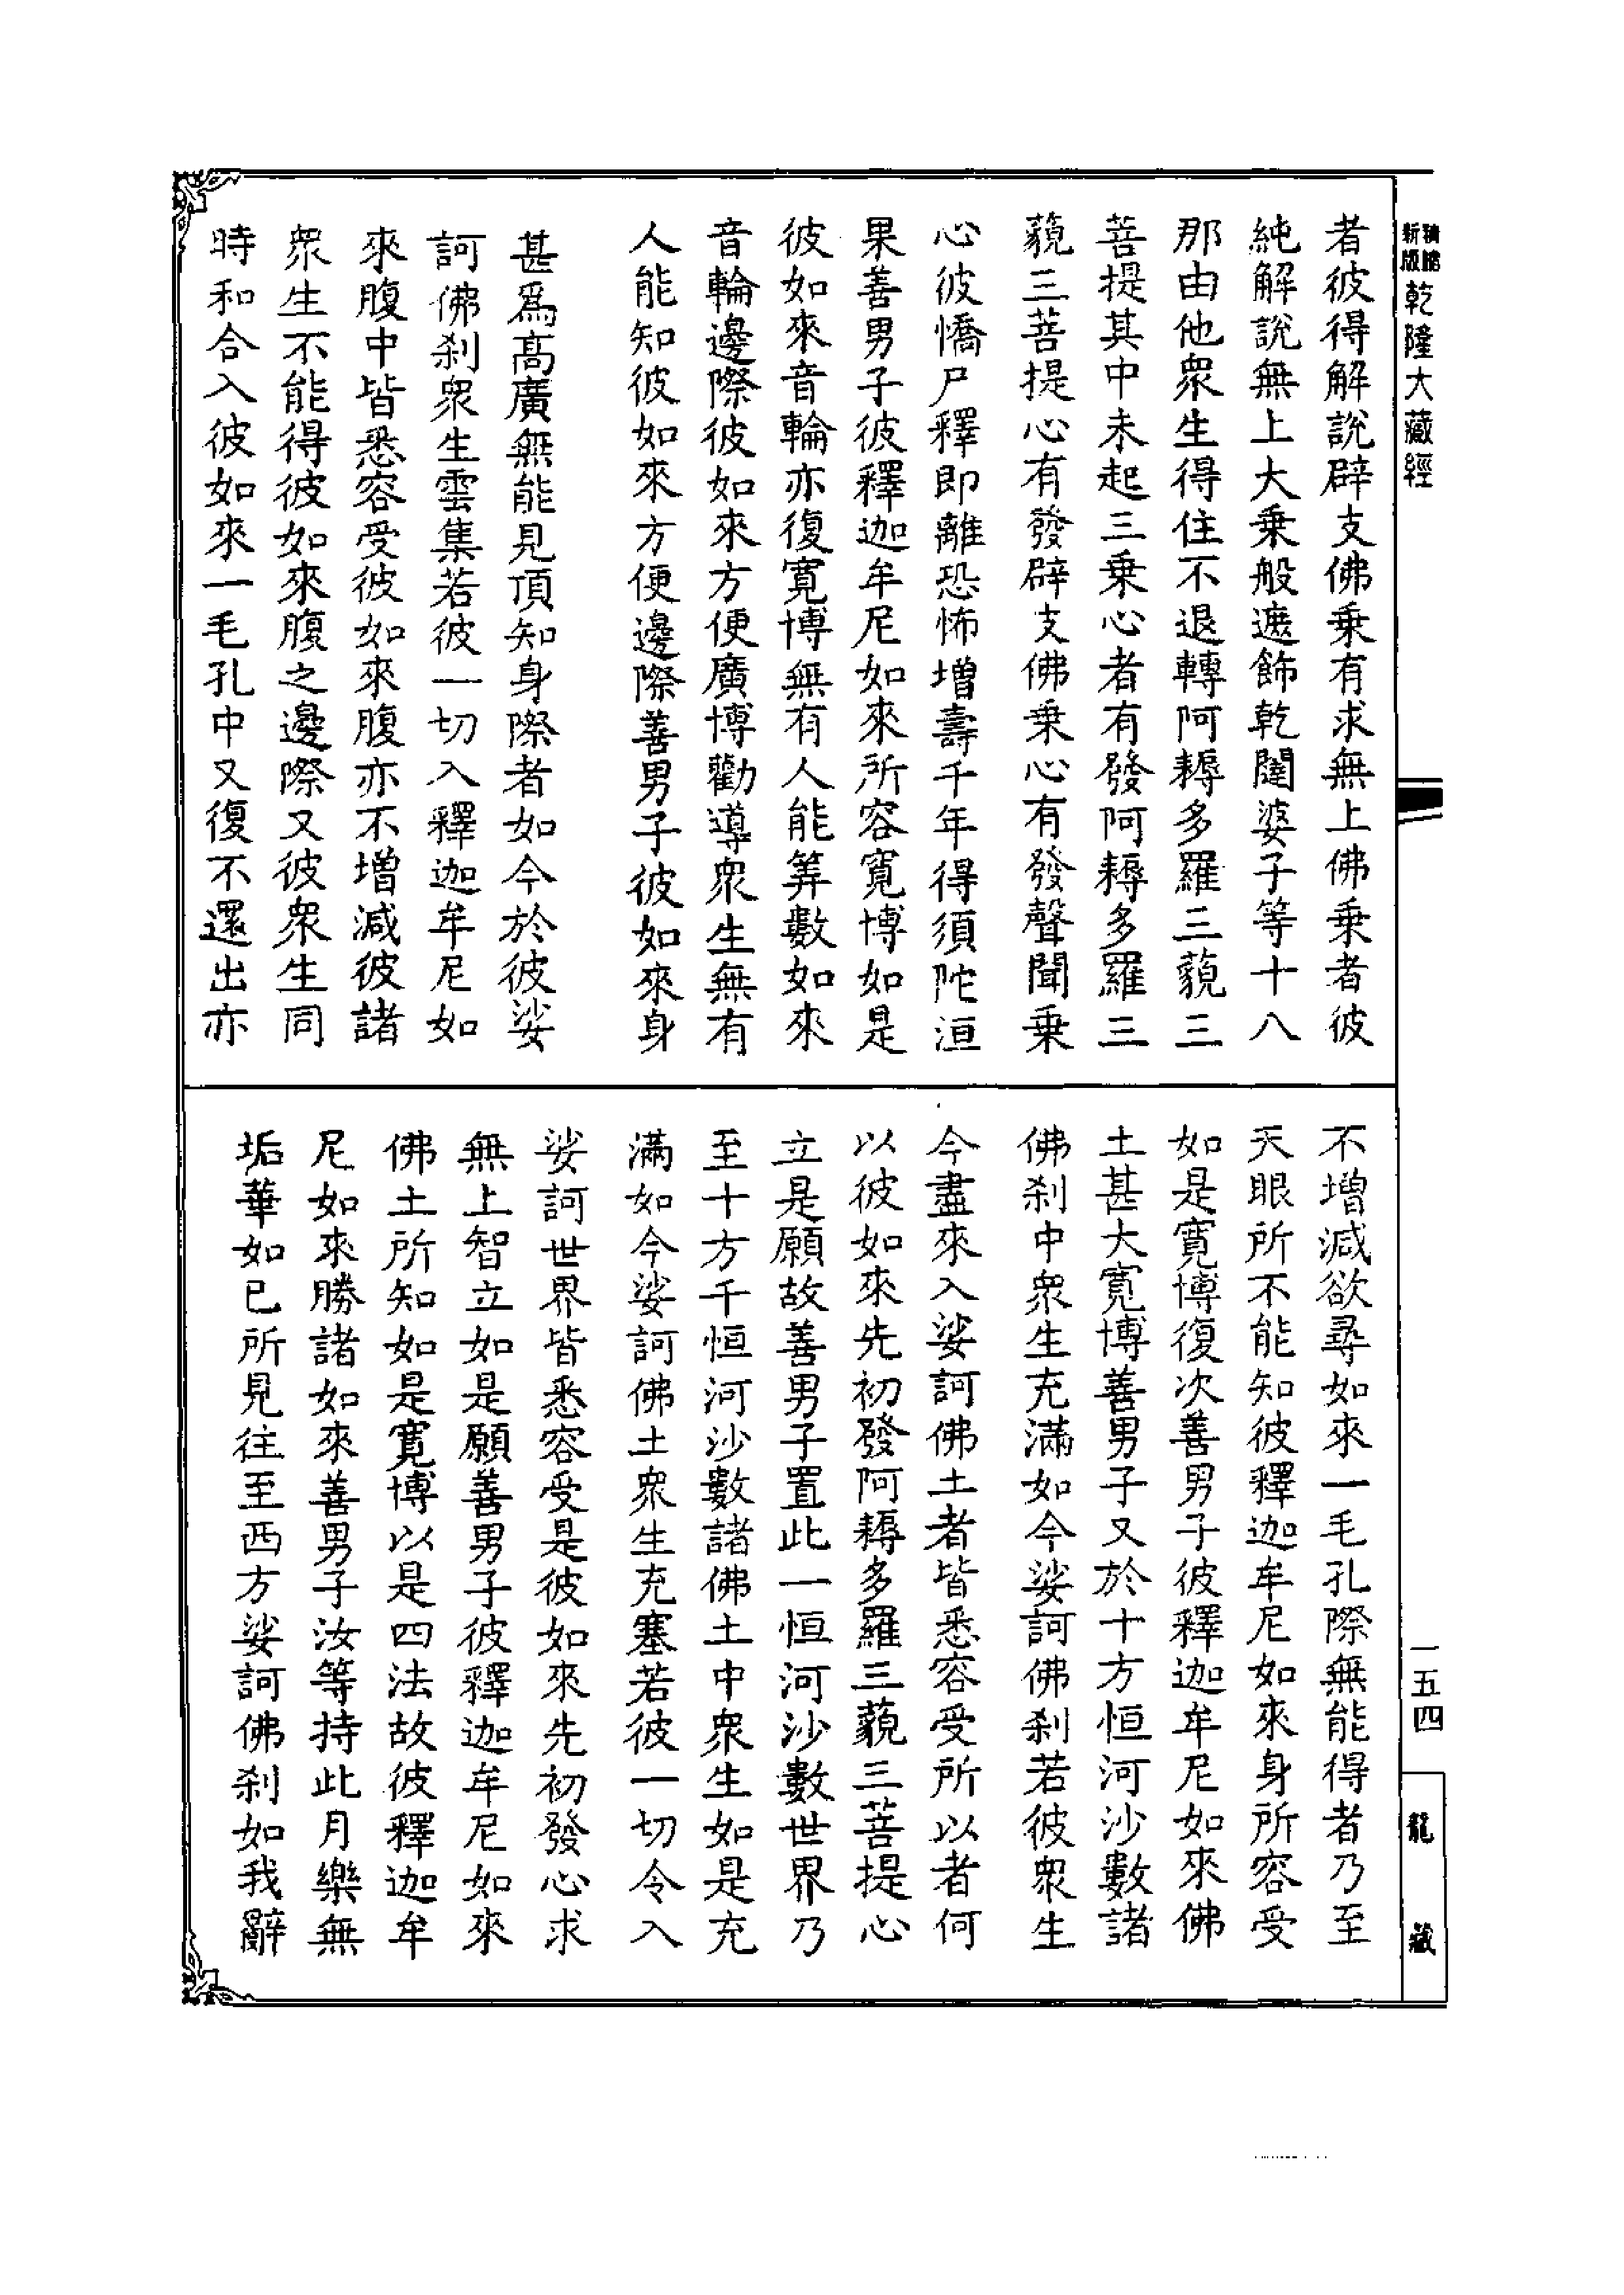 新版
乾隆大藏經
者彼得解說辟支佛乗有求無上佛乗者彼
純解說無上大乗般遮飾乾闥婆子等十八
那由他衆生得住不退轉阿耨多羅三藐三
菩提其中未起三乗心者有發阿耨多羅三
藐三菩提心有發辟支佛乗心有發聲聞乗
心彼憍尸釋即離恐怖增壽千年得須陀洹
果善男子彼釋迦牟尼如來所容寬博如是
彼如來音輪亦復寬博無有人能筭數如來
音輪邊際彼如來方便廣博勸導衆生無有
人能知彼如來方便邊際善男子彼如來身
甚爲髙廣無能見頂知身際者如今於彼娑
訶佛刹衆生雲集若彼一切入釋迦牟尼如
來腹中皆悉容受彼如來腹亦不增減彼諸
衆生不能得彼如來腹之邊際又彼衆生同
時和合入彼如來一毛孔中又復不還出亦
不增減欲尋如來一毛孔際無能得者乃至
天眼所不能知彼釋迦牟尼如來身所容受
如是寬博復次善男子彼釋迦牟尼如來佛
土甚大寬博善男子又於十方恒河沙數諸
佛刹中衆生充滿如今娑訶佛刹若彼衆生
今盡來入娑訶佛土者皆悉容受所以者何
以彼如來先初發阿耨多羅三藐三菩提心
立是願故善男子置此一恒河沙數世界乃
至十方千恒河沙數諸佛土中衆生如是充
滿如今娑訶佛土衆生充塞若彼一切令入
娑訶世界皆悉容受是彼如來先初發心求
無上智立如是願善男子彼釋迦牟尼如來
佛土所知如是寬博以是四法故彼釋迦牟
尼如來勝諸如來善男子汝等持此月樂無
垢華如已所見往至西方娑訶佛刹如我辭
一五四
龍藏